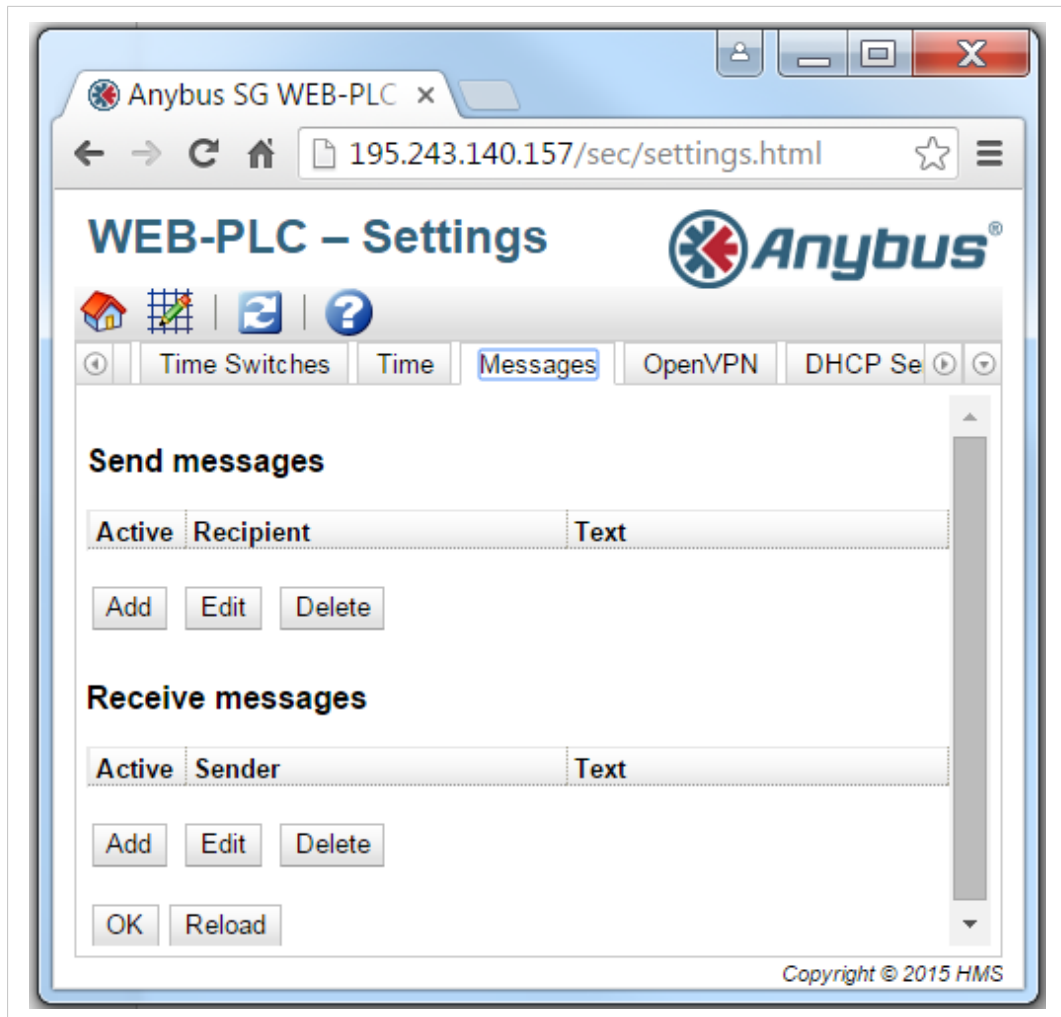 Anybus SG WEB-PLC
195.243.140.157/sec/settings.html
WEB-PLC – Settings
Anybus®
Time Switches Time Messages OpenVPN DHCP Se
Send messages
Active Recipient Text
Add Edit Delete
Receive messages
Active Sender Text
Add Edit Delete
OK Reload
Copyright © 2015 HMS